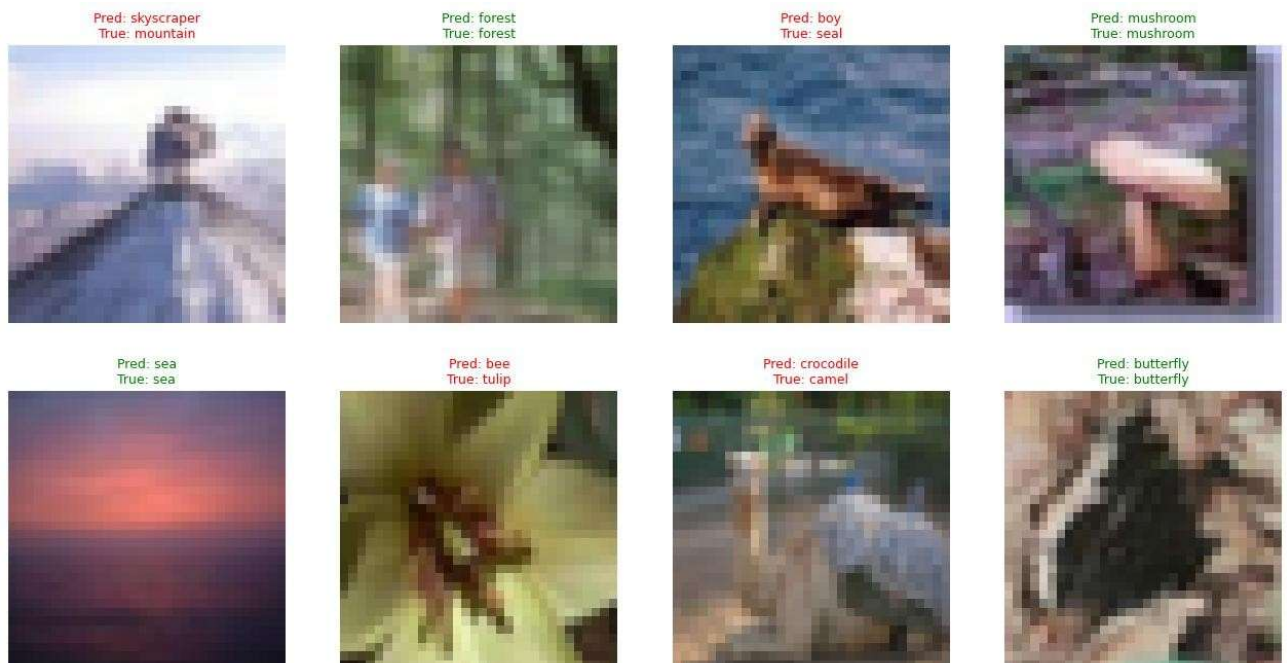 Pred: skyscraper
True: mountain
Pred: forest
True: forest
Pred: boy
True: seal
Pred: mushroom
True: mushroom
Pred: sea
True: sea
Pred: bee
True: tulip
Pred: crocodile
True: camel
Pred: butterfly
True: butterfly